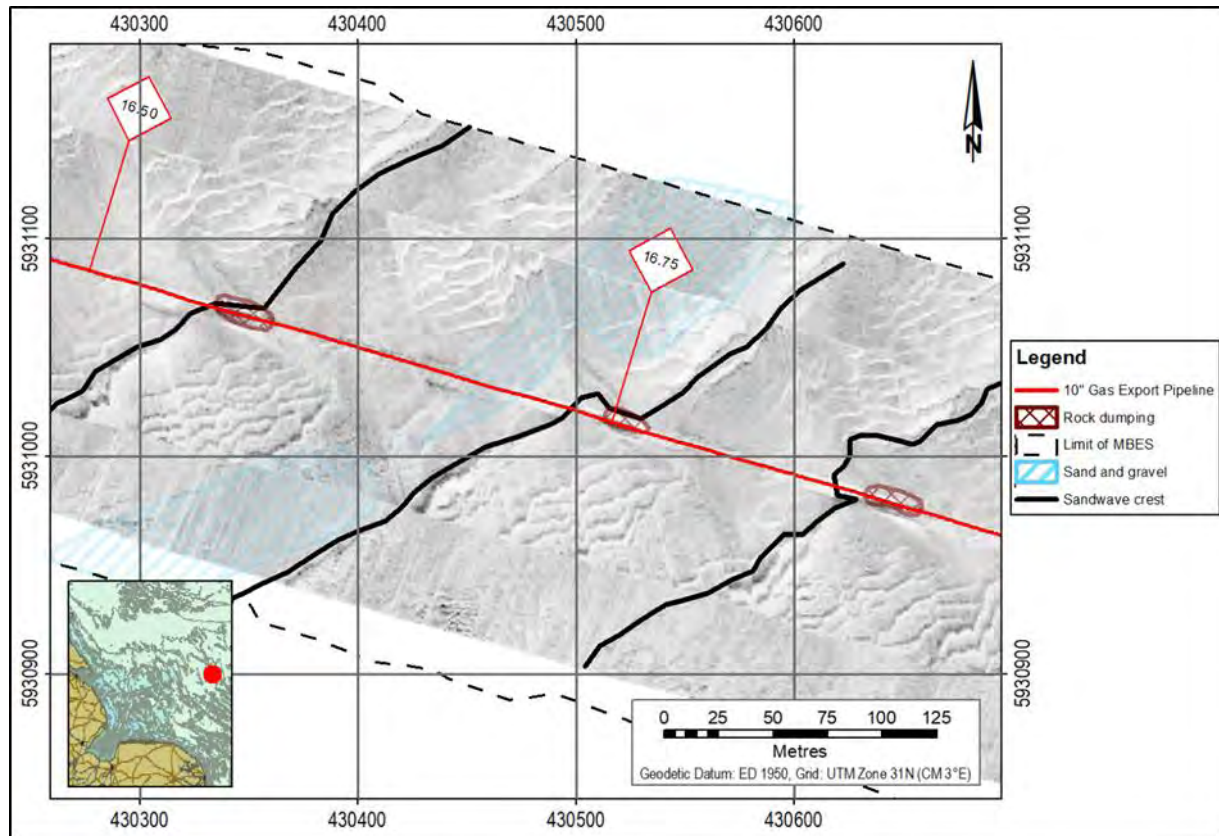 430300 430400 430500 430600
16.50
N
5931100 5931100
16.75
Legend
10" Gas Export Pipeline
Rock dumping
Limit of MBES
Sand and gravel
Sandwave crest
5931000 5931000
5930900 5930900
0 25 50 75 100 125
Metres
Geodetic Datum: ED 1950, Grid: UTM Zone 31N (CM 3°E)
430300 430400 430500 430600